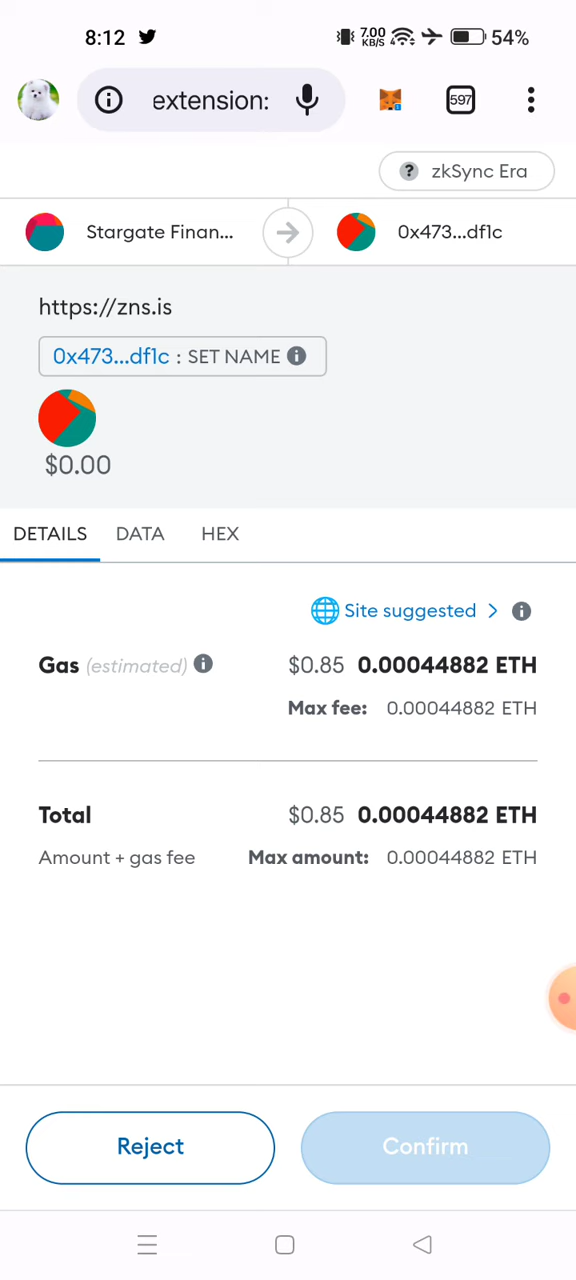 8:12 7.00 KB/S 54%
extension: 597
? zkSync Era
Stargate Finan... 0x473...df1c
https://zns.is
0x473...df1c : SET NAME
$0.00
DETAILS DATA HEX
Site suggested >
Gas (estimated) $0.85 0.00044882 ETH
Max fee: 0.00044882 ETH
Total $0.85 0.00044882 ETH
Amount + gas fee Max amount: 0.00044882 ETH
Reject Confirm